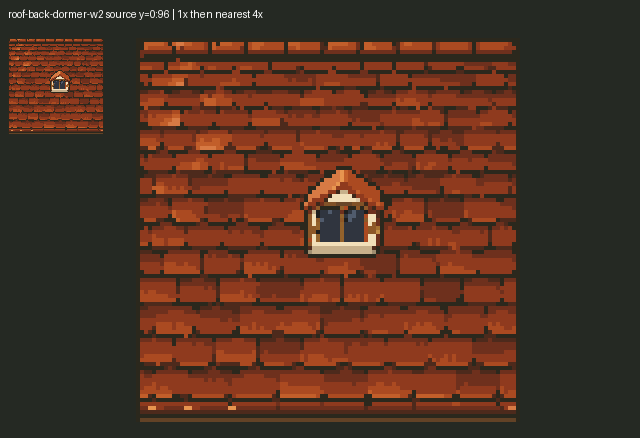 roof-back-dormer-w2 source y=0:96 | 1x then nearest 4x